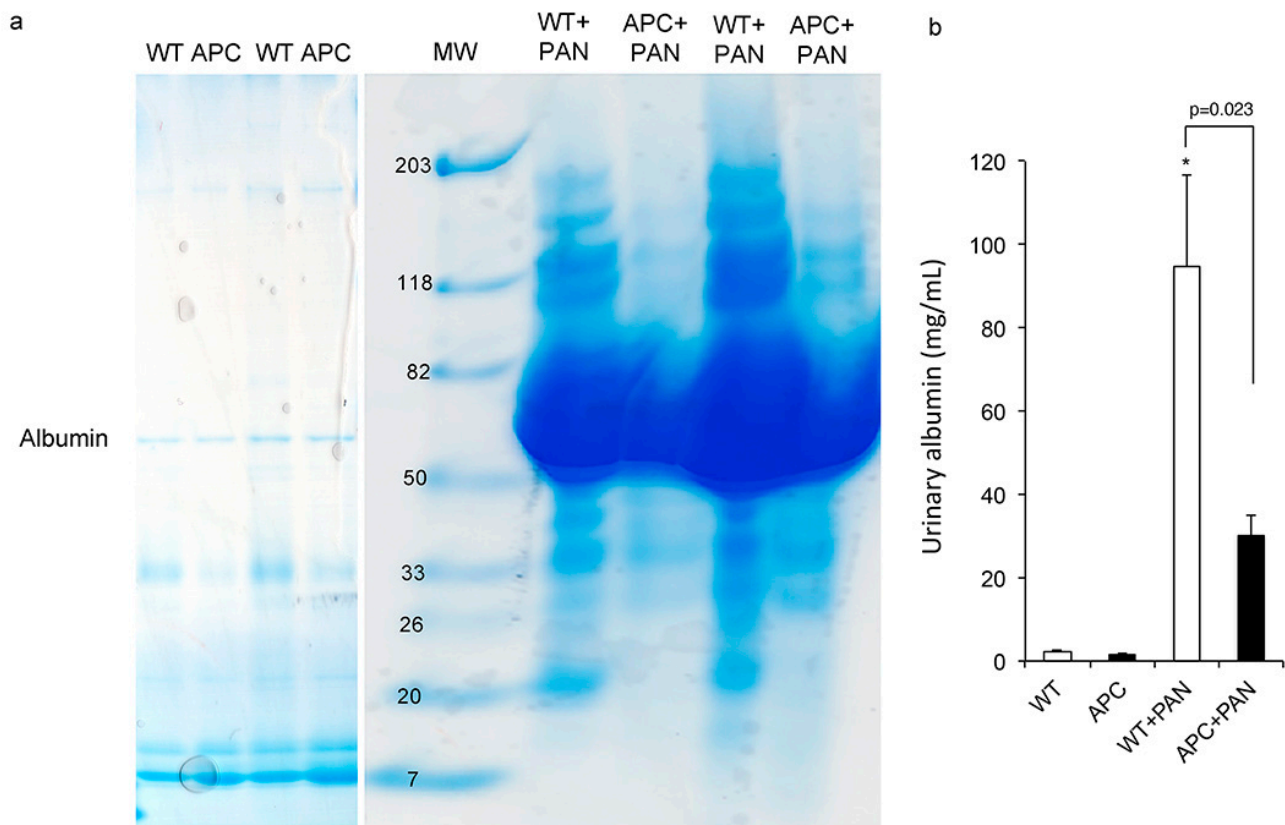 a
WT APC WT APC
MW
WT+ APC+ WT+ APC+
PAN PAN PAN PAN
203
118
82
50
33
26
20
7
Albumin
b
p=0.023
*
Urinary albumin (mg/mL)
120
100
80
60
40
20
0
WT
APC
WT+PAN
APC+PAN